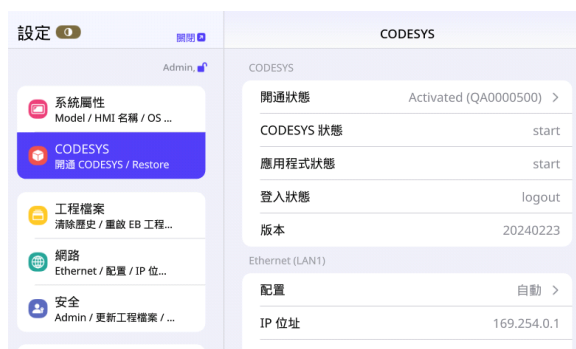 設定
關閉
Admin,
系統屬性
Model / HMI 名稱 / OS ...
CODESYS
開通 CODESYS / Restore
工程檔案
清除歷史 / 重啟 EB 工程...
網路
Ethernet / 配置 / IP 位...
安全
Admin / 更新工程檔案 / ...
CODESYS
CODESYS
開通狀態 Activated (QA0000500) >
CODESYS 狀態 start
應用程式狀態 start
登入狀態 logout
版本 20240223
Ethernet (LAN1)
配置 自動 >
IP 位址 169.254.0.1